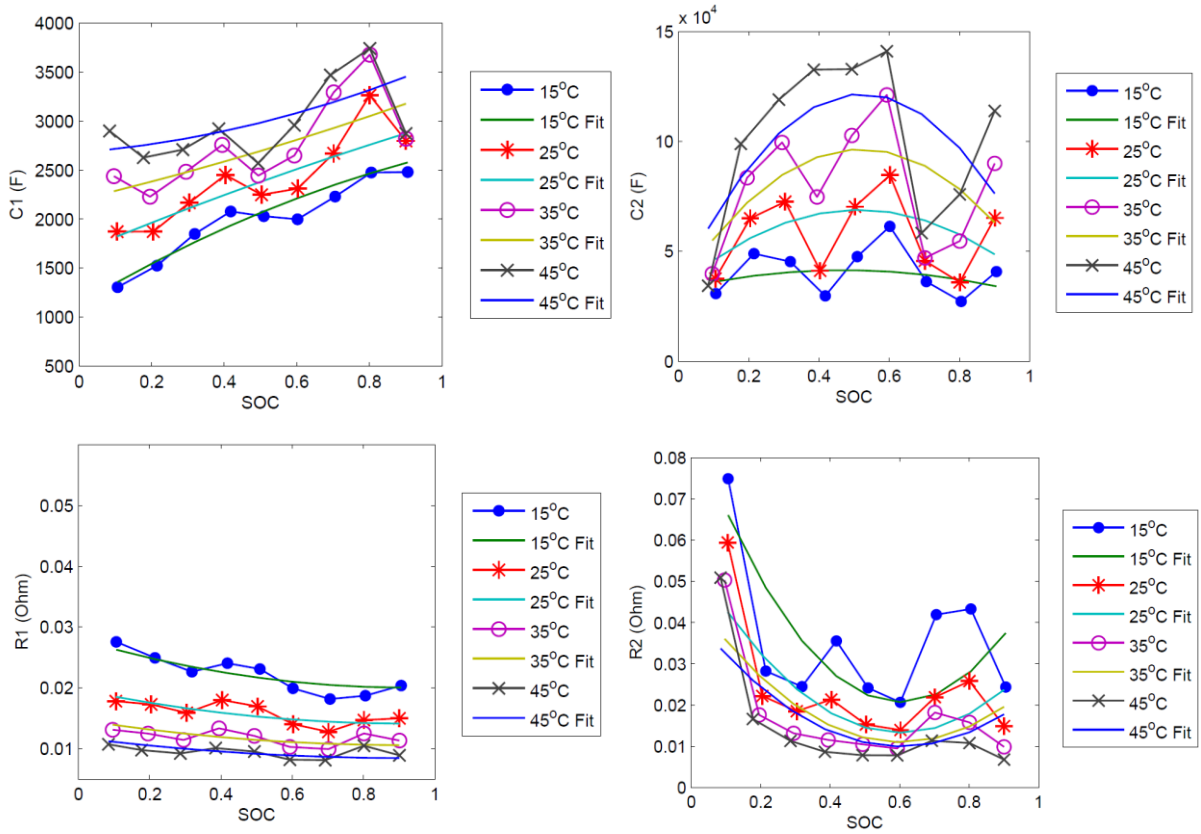 4000
3500
3000
2500
2000
1500
1000
500
C1 (F)
0
0.2
0.4
0.6
0.8
1
SOC
15°C
15°C Fit
25°C
25°C Fit
35°C
35°C Fit
45°C
45°C Fit
x 10⁴
15
10
5
0
C2 (F)
0
0.2
0.4
0.6
0.8
1
SOC
15°C
15°C Fit
25°C
25°C Fit
35°C
35°C Fit
45°C
45°C Fit
0.05
0.04
0.03
0.02
0.01
R1 (Ohm)
0
0.2
0.4
0.6
0.8
1
SOC
15°C
15°C Fit
25°C
25°C Fit
35°C
35°C Fit
45°C
45°C Fit
0.08
0.07
0.06
0.05
0.04
0.03
0.02
0.01
0
R2 (Ohm)
0
0.2
0.4
0.6
0.8
1
SOC
15°C
15°C Fit
25°C
25°C Fit
35°C
35°C Fit
45°C
45°C Fit